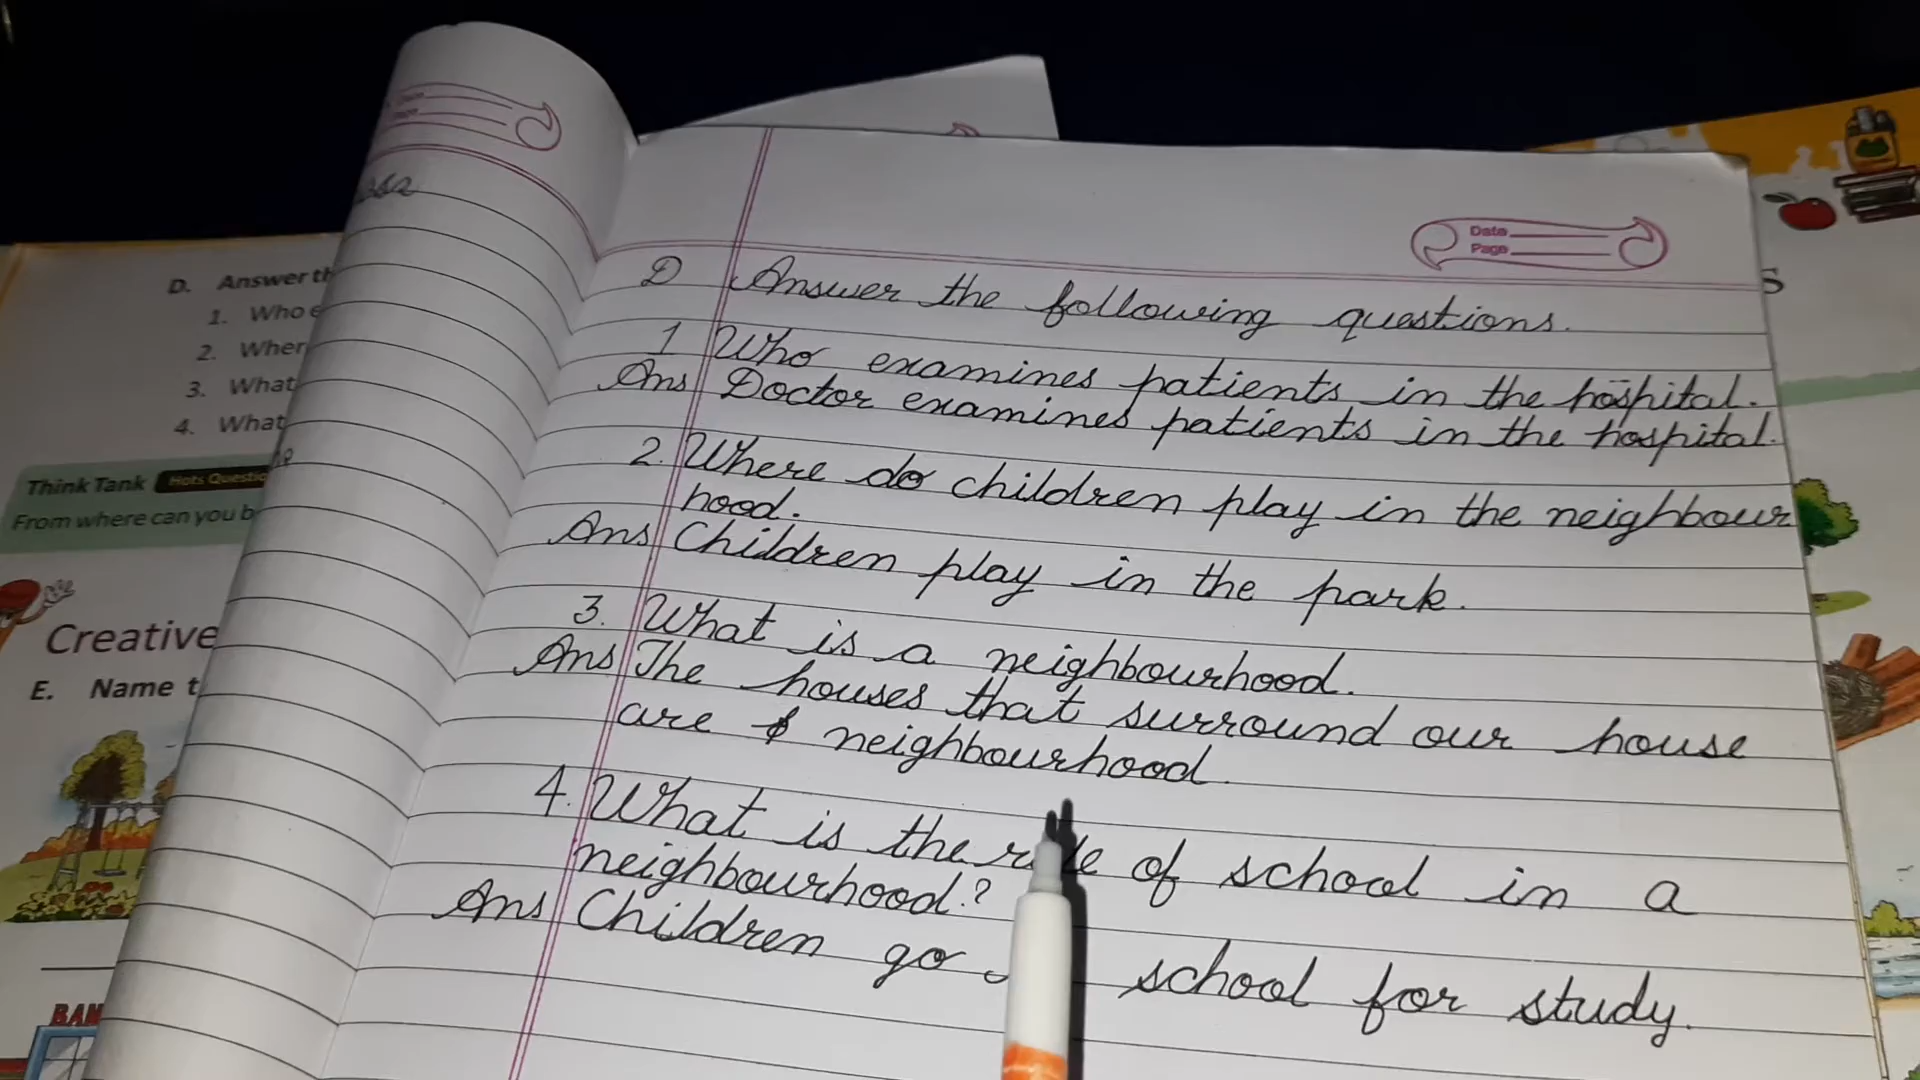 Date
Page
D Answer the following questions.
1 Who examines patients in the hospital.
Ans Doctor examines patients in the hospital.
2. Where do children play in the neighbour
hood.
Ans Children play in the park.
3. What is a neighbourhood.
Ans The houses that surround our house
are neighbourhood.
4. What is the role of school in a
neighbourhood.?
Ans Children go school for study.
D. Answer
1. Who
2.
3. What
4. What
Think Tank
From where can you
Creative
E. Name